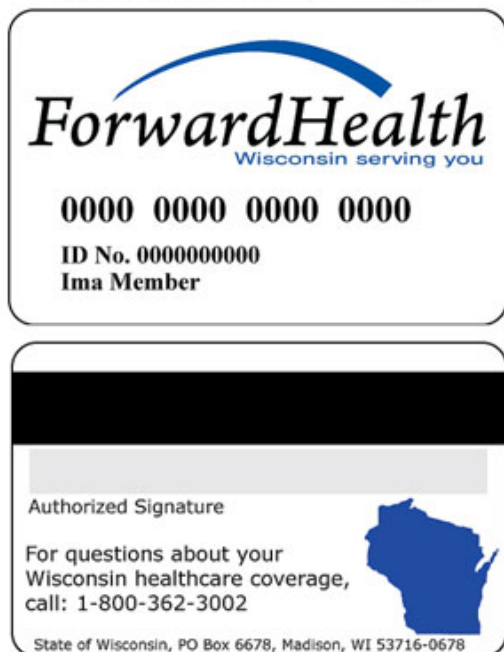 ForwardHealth
Wisconsin serving you
0000 0000 0000 0000
ID No. 0000000000
Ima Member
Authorized Signature
For questions about your
Wisconsin healthcare coverage,
call: 1-800-362-3002
State of Wisconsin, PO Box 6678, Madison, WI 53716-0678